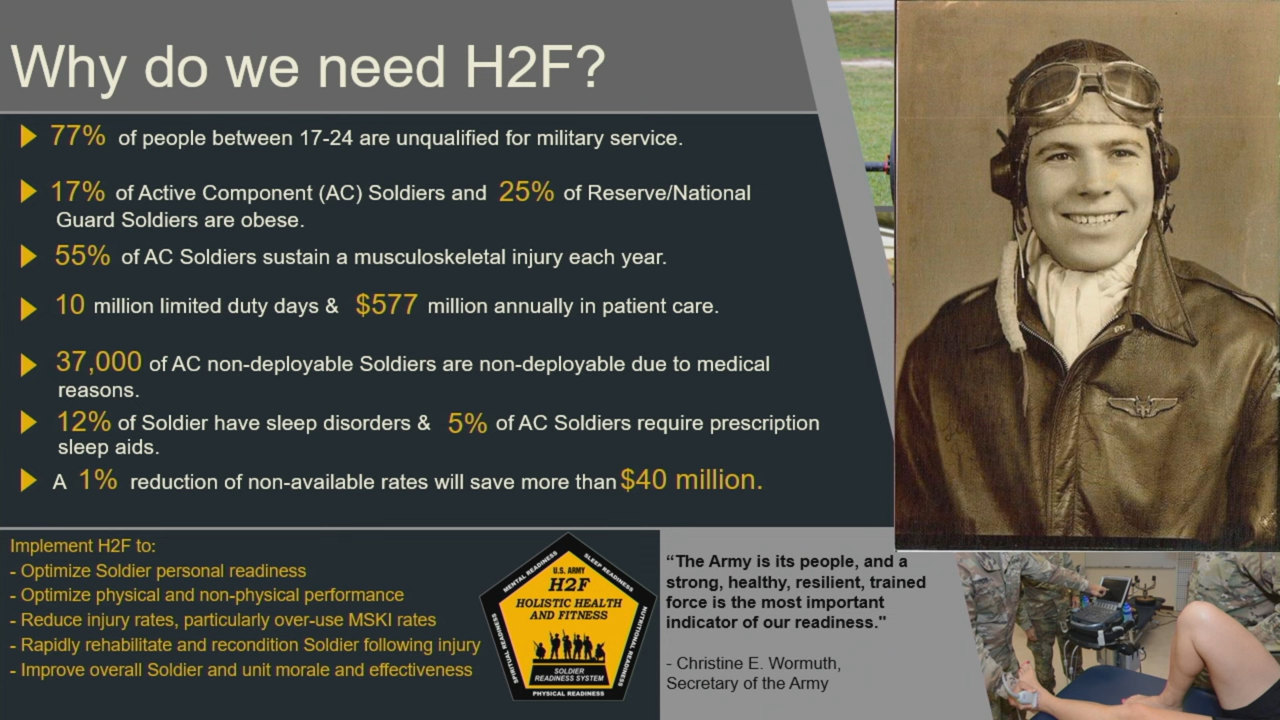 Why do we need H2F?
77% of people between 17-24 are unqualified for military service.
17% of Active Component (AC) Soldiers and 25% of Reserve/National
Guard Soldiers are obese.
55% of AC Soldiers sustain a musculoskeletal injury each year.
10 million limited duty days & $577 million annually in patient care.
37,000 of AC non-deployable Soldiers are non-deployable due to medical
reasons.
12% of Soldier have sleep disorders & 5% of AC Soldiers require prescription
sleep aids.
A 1% reduction of non-available rates will save more than $40 million.
Implement H2F to:
- Optimize Soldier personal readiness
- Optimize physical and non-physical performance
- Reduce injury rates, particularly over-use MSKI rates
- Rapidly rehabilitate and recondition Soldier following injury
- Improve overall Soldier and unit morale and effectiveness
MENTAL READINESS
SLEEP READINESS
U.S. ARMY
H2F
HOLISTIC HEALTH
AND FITNESS
SPIRITUAL READINESS
NUTRITIONAL READINESS
SOLDIER
READINESS SYSTEM
PHYSICAL READINESS
“The Army is its people, and a
strong, healthy, resilient, trained
force is the most important
indicator of our readiness."
- Christine E. Wormuth,
Secretary of the Army